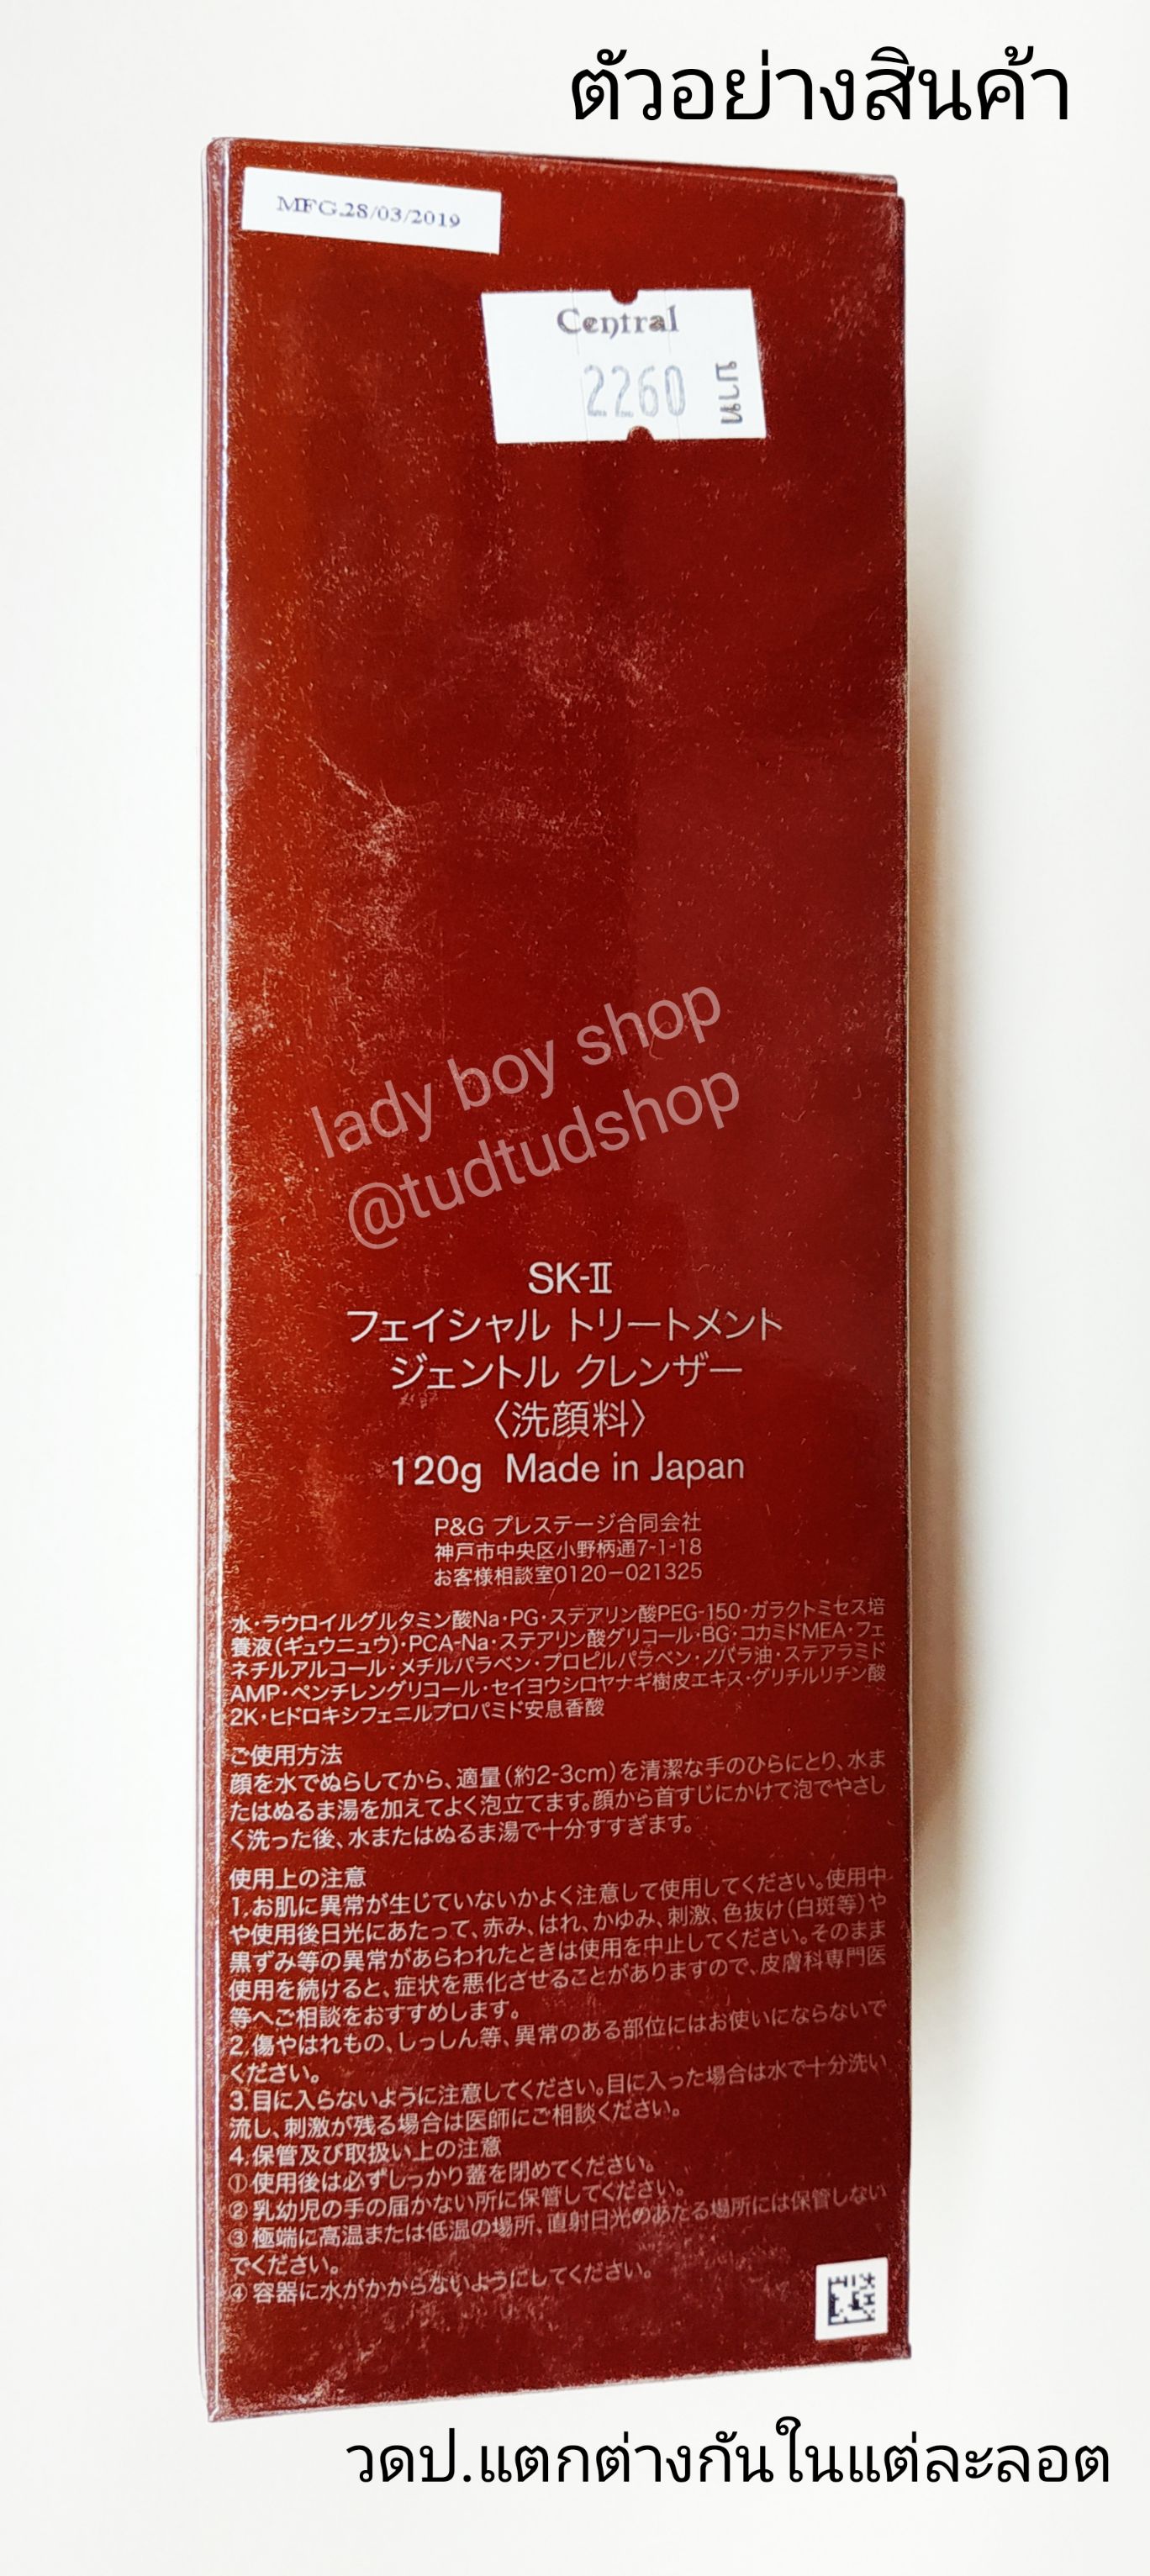 ตัวอย่างสินค้า
MFG.28/03/2019
Central
2260 บาท
lady boy shop
@tudtudshop
SK-Ⅱ
フェイシャル トリートメント
ジェントル クレンザー
〈洗顔料〉
120g Made in Japan
P&G プレステージ合同会社
神戸市中央区小野柄通7-1-18
お客様相談室0120-021325
水・ラウロイルグルタミン酸Na・PG・ステアリン酸PEG-150・ガラクトミセス培
養液(ギュウニュウ)・PCA-Na・ステアリン酸グリコール・BG・コカミドMEA・フェ
ネチルアルコール・メチルパラベン・プロピルパラベン・ノバラ油・ステアラミド
AMP・ペンチレングリコール・セイヨウシロヤナギ樹皮エキス・グリチルリチン酸
2K・ヒドロキシフェニルプロパミド安息香酸
ご使用方法
顔を水でぬらしてから、適量(約2-3cm)を清潔な手のひらにとり、水ま
たはぬるま湯を加えてよく泡立てます。顔から首すじにかけて泡でやさし
く洗った後、水またはぬるま湯で十分すすぎます。
使用上の注意
1.お肌に異常が生じていないかよく注意して使用してください。使用中
や使用後日光にあたって、赤み、はれ、かゆみ、刺激、色抜け(白斑等)や
黒ずみ等の異常があらわれたときは使用を中止してください。そのまま
使用を続けると、症状を悪化させることがありますので、皮膚科専門医
等へご相談をおすすめします。
2.傷やはれもの、しっしん等、異常のある部位にはお使いにならないで
ください。
3.目に入らないように注意してください。目に入った場合は水で十分洗い
流し、刺激が残る場合は医師にご相談ください。
4.保管及び取扱い上の注意
①使用後は必ずしっかり蓋を閉めてください。
②乳幼児の手の届かない所に保管してください。
③極端に高温または低温の場所、直射日光のあたる場所には保管しない
でください。
④容器に水がかからないようにしてください。
วดป.แตกต่างกันในแต่ละลอต